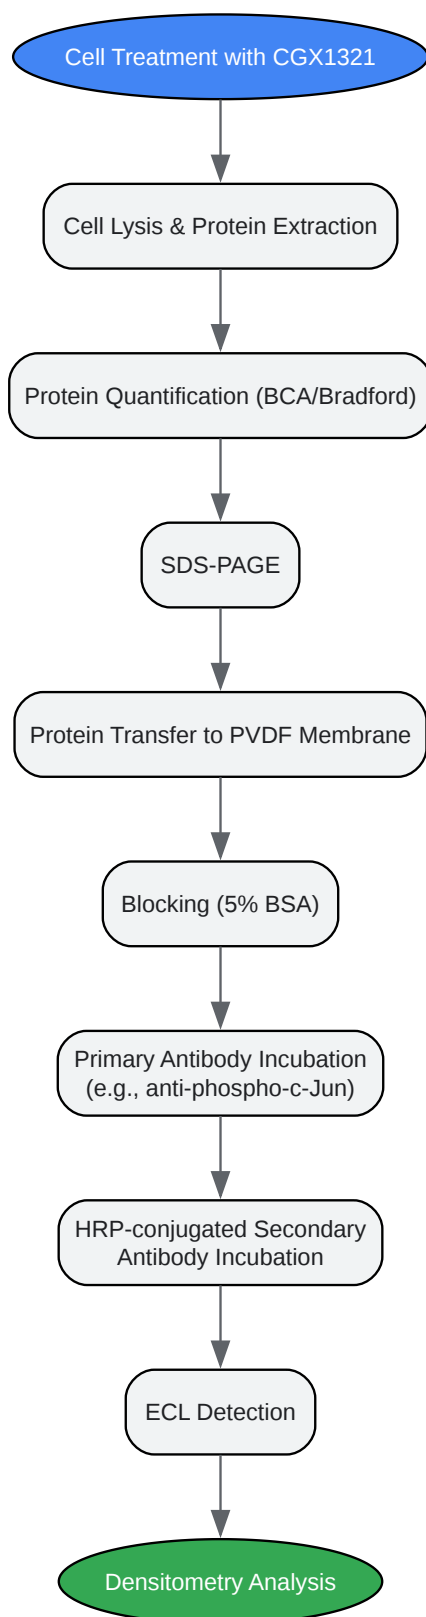 Cell Treatment with CGX1321
Cell Lysis & Protein Extraction
Protein Quantification (BCA/Bradford)
SDS-PAGE
Protein Transfer to PVDF Membrane
Blocking (5% BSA)
Primary Antibody Incubation
(e.g., anti-phospho-c-Jun)
HRP-conjugated Secondary
Antibody Incubation
ECL Detection
Densitometry Analysis